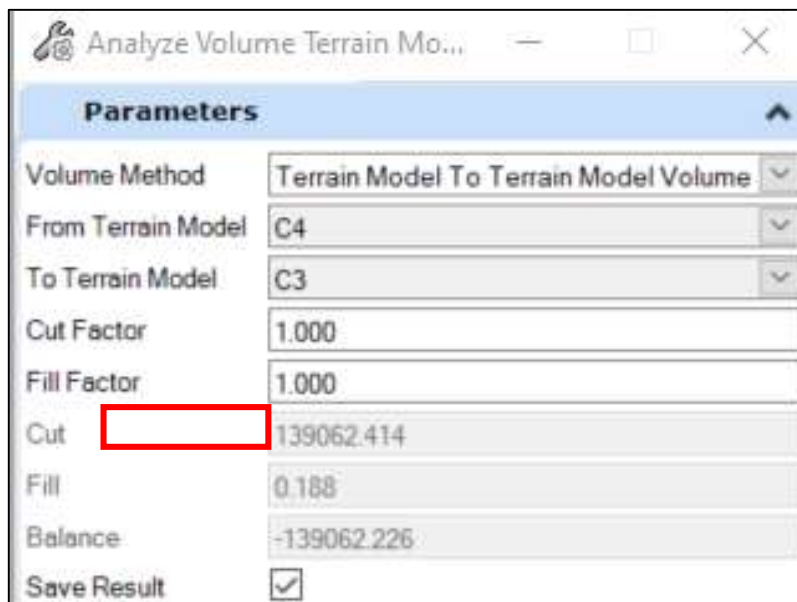 Analyze Volume Terrain Mo...
Parameters
Volume Method Terrain Model To Terrain Model Volume
From Terrain Model C4
To Terrain Model C3
Cut Factor 1.000
Fill Factor 1.000
Cut 139062.414
Fill 0.188
Balance -139062.226
Save Result